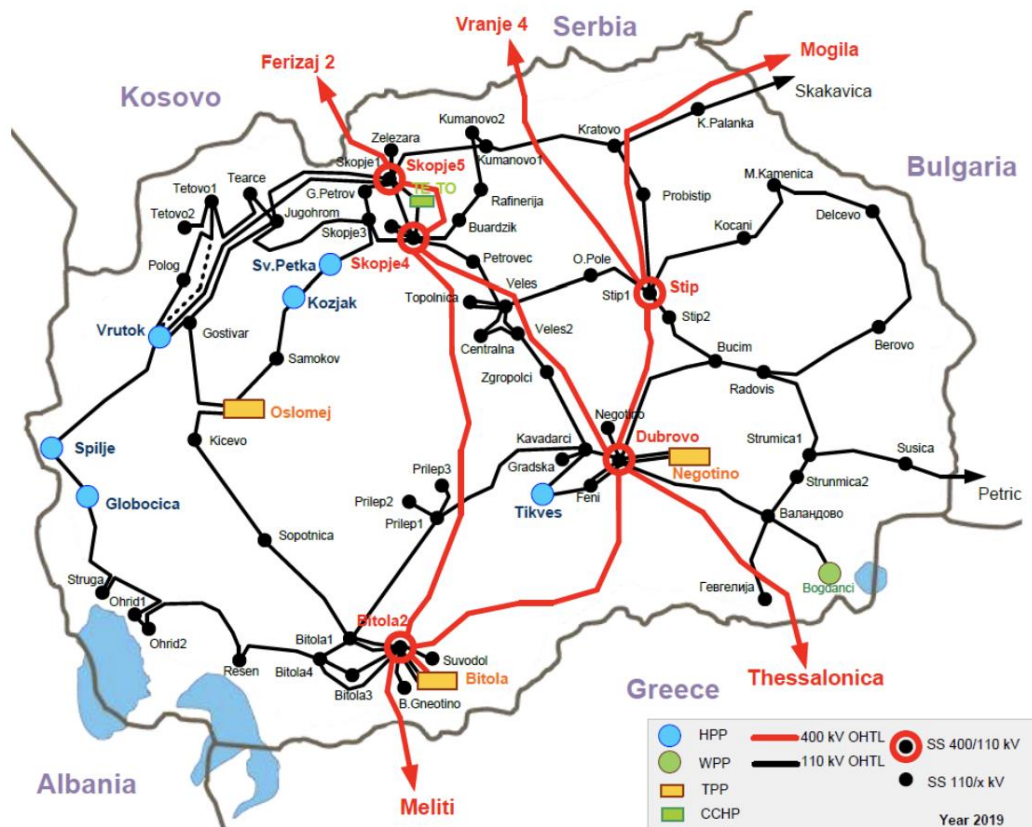 Serbia
Vranje 4
Mogila
Ferizaj 2
Kosovo
Skakavica
Kumanovo2
Zelezara
Kratovo
K.Palanka
Skopje1
Kumanovo1
Skopje5
Bulgaria
Tearce
TE-TO
Tetovo1
G.Petrov
M.Kamenica
Probistip
Rafinerija
Tetovo2
Jugohrom
Delcevo
Skopje3
Buardzik
Kocani
Polog
Sv.Petka
Skopje4
Petrovec
O.Pole
Veles
Stip
Kozjak
Topolnica
Stip1
Vrutok
Gostivar
Stip2
Veles2
Berovo
Centralna
Samokov
Bucim
Zgropolci
Radovis
Oslomej
Negotino
Kicevo
Kavadarci
Dubrovo
Strumica1
Spilje
Gradska
Negotino
Susica
Prilep3
Globocica
Prilep2
Tikves
Feni
Strunmica2
Petric
Prilep1
Валандово
Sopotnica
Struga
Bogdanci
Гевгелија
Ohrid1
Bitola2
Ohrid2
Bitola1
Resen
Bitola4
Suvodol
Bitola3
Bitola
B.Gneotino
Greece
Thessalonica
Albania
Meliti
HPP
400 kV OHTL
SS 400/110 kV
WPP
110 kV OHTL
SS 110/x kV
TPP
CCHP
Year 2019